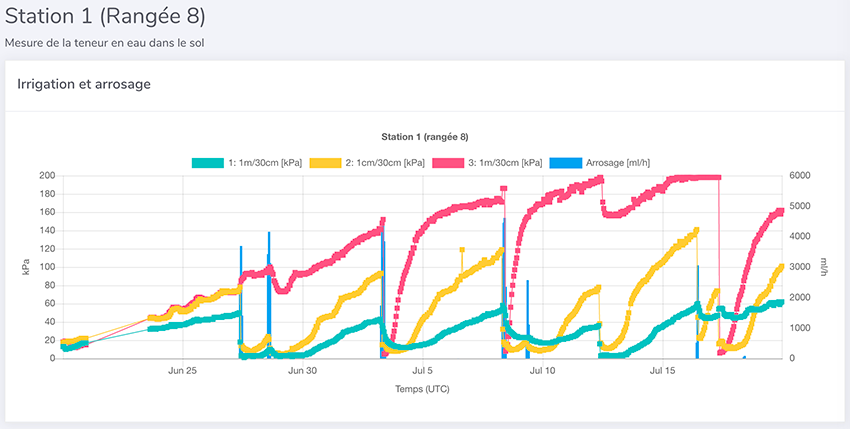 Station 1 (Rangée 8)
Mesure de la teneur en eau dans le sol
Irrigation et arrosage
Station 1 (rangée 8)
1: 1m/30cm [kPa] 2: 1cm/30cm [kPa] 3: 1m/30cm [kPa] Arrosage [ml/h]
200 6000
180
160 5000
140
120 4000
100 3000
80
60 2000
40 1000
20
0 0
kPa
ml/h
Jun 25 Jun 30 Jul 5 Jul 10 Jul 15
Temps (UTC)